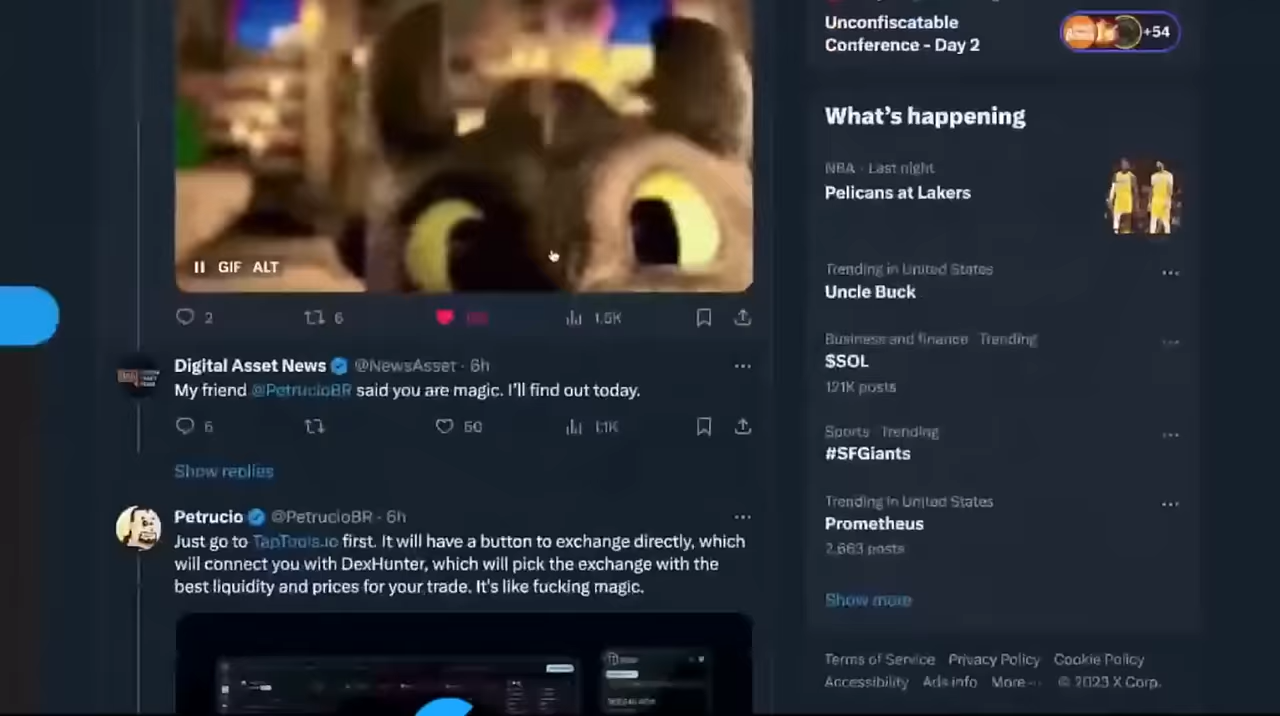 GIF ALT
2
6
1.5K
Digital Asset News @NewsAsset · 6h
My friend @PetrucioBR said you are magic. I'll find out today.
6
50
1.1K
Show replies
Petrucio @PetrucioBR · 6h
Just go to TapTools.io first. It will have a button to exchange directly, which
will connect you with DexHunter, which will pick the exchange with the
best liquidity and prices for your trade. It's like fucking magic.
Unconfiscatable
Conference - Day 2
+54
What's happening
NBA · Last night
Pelicans at Lakers
Trending in United States
Uncle Buck
Business and finance · Trending
$SOL
121K posts
Sports · Trending
#SFGiants
Trending in United States
Prometheus
2,663 posts
Show more
Terms of Service Privacy Policy Cookie Policy
Accessibility Ads info More ··· © 2023 X Corp.